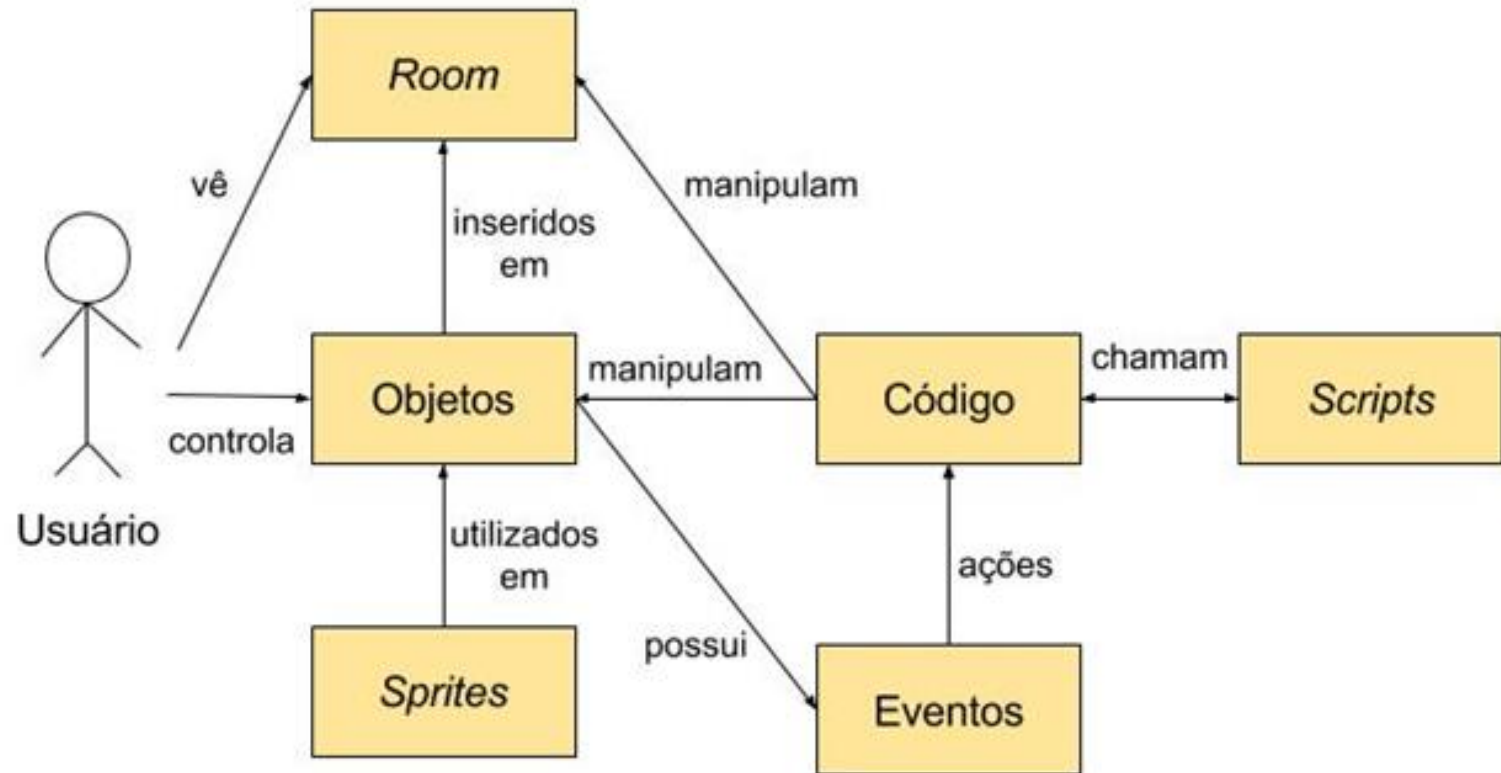 Room
vê
manipulam
inseridos
em
Objetos
manipulam
Código
chamam
Scripts
controla
Usuário
utilizados
em
ações
possui
Sprites
Eventos